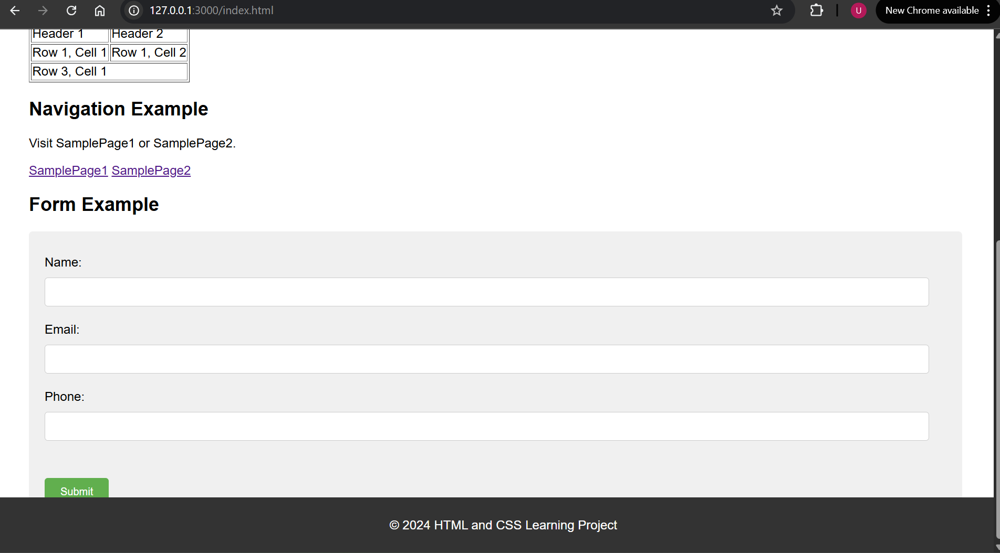 127.0.0.1:3000/index.html
U
New Chrome available
Header 1 Header 2
Row 1, Cell 1 Row 1, Cell 2
Row 3, Cell 1
Navigation Example
Visit SamplePage1 or SamplePage2.
SamplePage1 SamplePage2
Form Example
Name:
Email:
Phone:
Submit
© 2024 HTML and CSS Learning Project